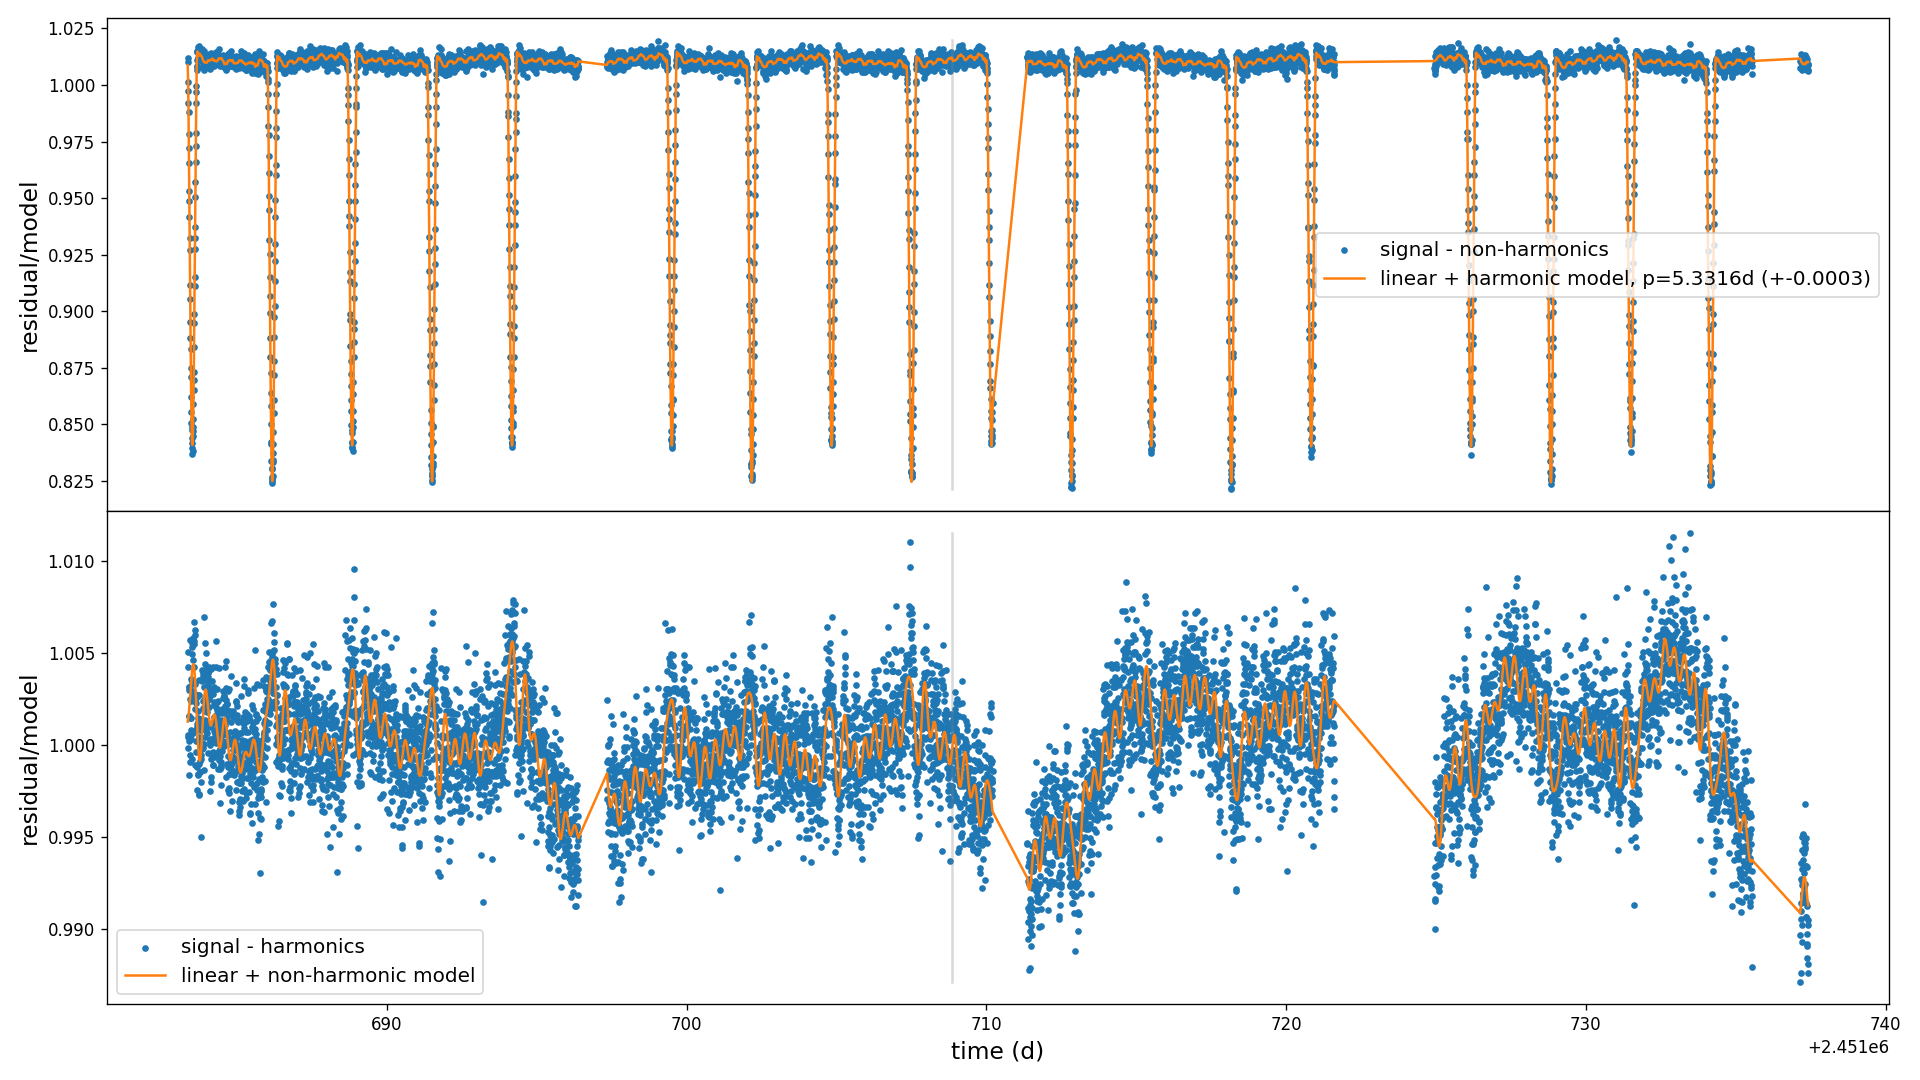 1.025
1.000
0.975
0.950
0.925
0.900
0.875
0.850
0.825
residual/model
signal - non-harmonics
linear + harmonic model, p=5.3316d (+-0.0003)
1.010
1.005
1.000
0.995
0.990
residual/model
signal - harmonics
linear + non-harmonic model
690 700 710 720 730 740
time (d)
+2.451e6